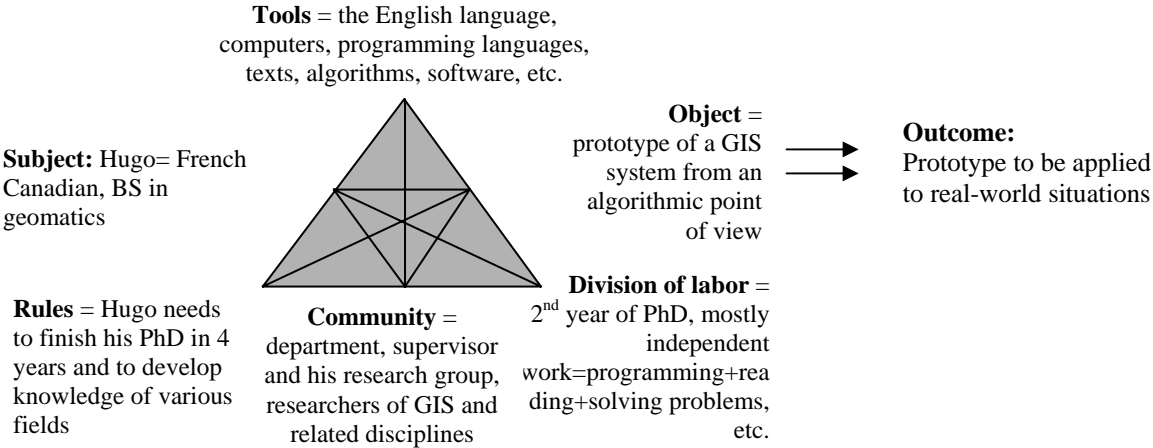 Tools = the English language,
computers, programming languages,
texts, algorithms, software, etc.
Subject: Hugo= French
Canadian, BS in
geomatics
Object =
prototype of a GIS
system from an
algorithmic point
of view
Outcome:
Prototype to be applied
to real-world situations
Rules = Hugo needs
to finish his PhD in 4
years and to develop
knowledge of various
fields
Community =
department, supervisor
and his research group,
researchers of GIS and
related disciplines
Division of labor =
2nd year of PhD, mostly
independent
work=programming+rea
ding+solving problems,
etc.